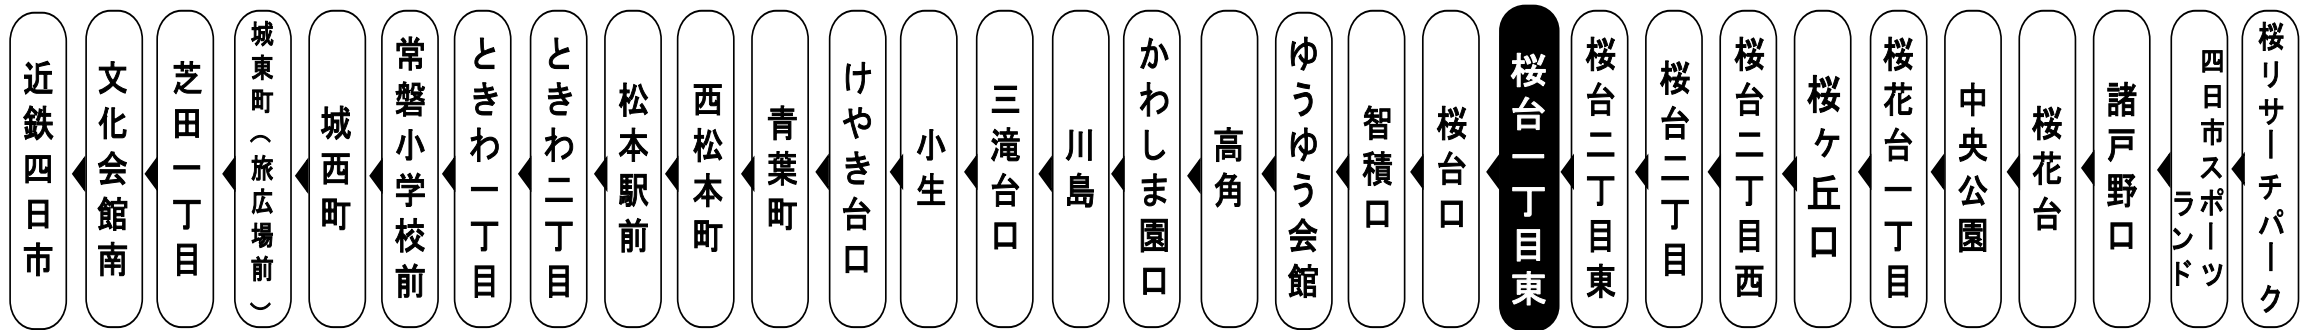 桜リサーチパーク
四日市スポーツ
ランド
諸戸野口
桜花台
中央公園
桜花台一丁目
桜ヶ丘口
桜台二丁目西
桜台二丁目
桜台二丁目東
桜台一丁目東
桜台口
智積口
ゆうゆう会館
高角
かわしま園口
川島
三滝台口
小生
けやき台口
青葉町
西松本町
松本駅前
ときわ二丁目
ときわ一丁目
常磐小学校前
城西町
城東町（旅広場前）
芝田一丁目
文化会館南
近鉄四日市